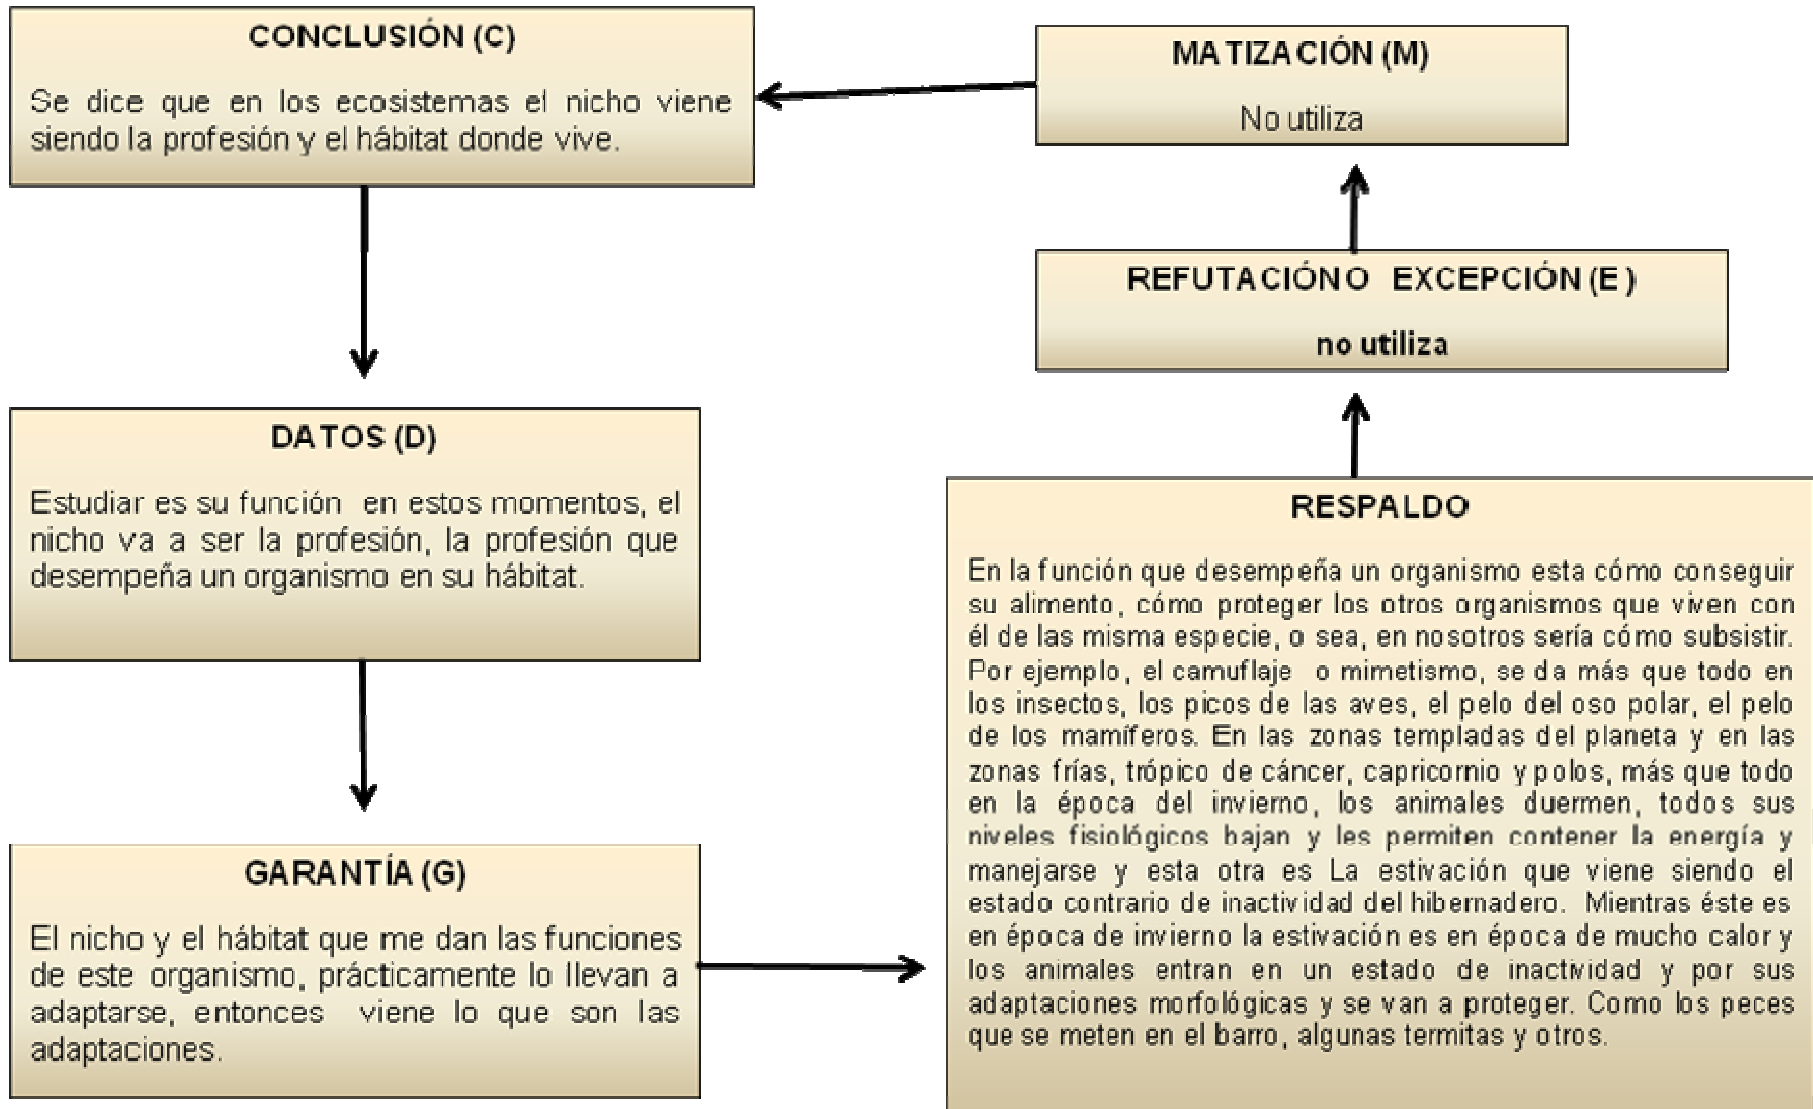 CONCLUSIÓN (C)
Se dice que en los ecosistemas el nicho viene
siendo la profesión y el hábitat donde vive.
DATOS (D)
Estudiar es su función en estos momentos, el
nicho va a ser la profesión, la profesión que
desempeña un organismo en su hábitat.
GARANTÍA (G)
El nicho y el hábitat que me dan las funciones
de este organismo, prácticamente lo llevan a
adaptarse, entonces viene lo que son las
adaptaciones.
RESPALDO
En la función que desempeña un organismo esta cómo conseguir
su alimento, cómo proteger los otros organismos que viven con
él de las misma especie, o sea, en nosotros sería cómo subsistir.
Por ejemplo, el camuflaje o mimetismo, se da más que todo en
los insectos, los picos de las aves, el pelo del oso polar, el pelo
de los mamíferos. En las zonas templadas del planeta y en las
zonas frías, trópico de cáncer, capricornio y polos, más que todo
en la época del invierno, los animales duermen, todos sus
niveles fisiológicos bajan y les permiten contener la energía y
manejarse y esta otra es La estivación que viene siendo el
estado contrario de inactividad del hibernadero. Mientras éste es
en época de invierno la estivación es en época de mucho calor y
los animales entran en un estado de inactividad y por sus
adaptaciones morfológicas y se van a proteger. Como los peces
que se meten en el barro, algunas termitas y otros.
REFUTACIÓN O EXCEPCIÓN (E )
no utiliza
MATIZACIÓN (M)
No utiliza